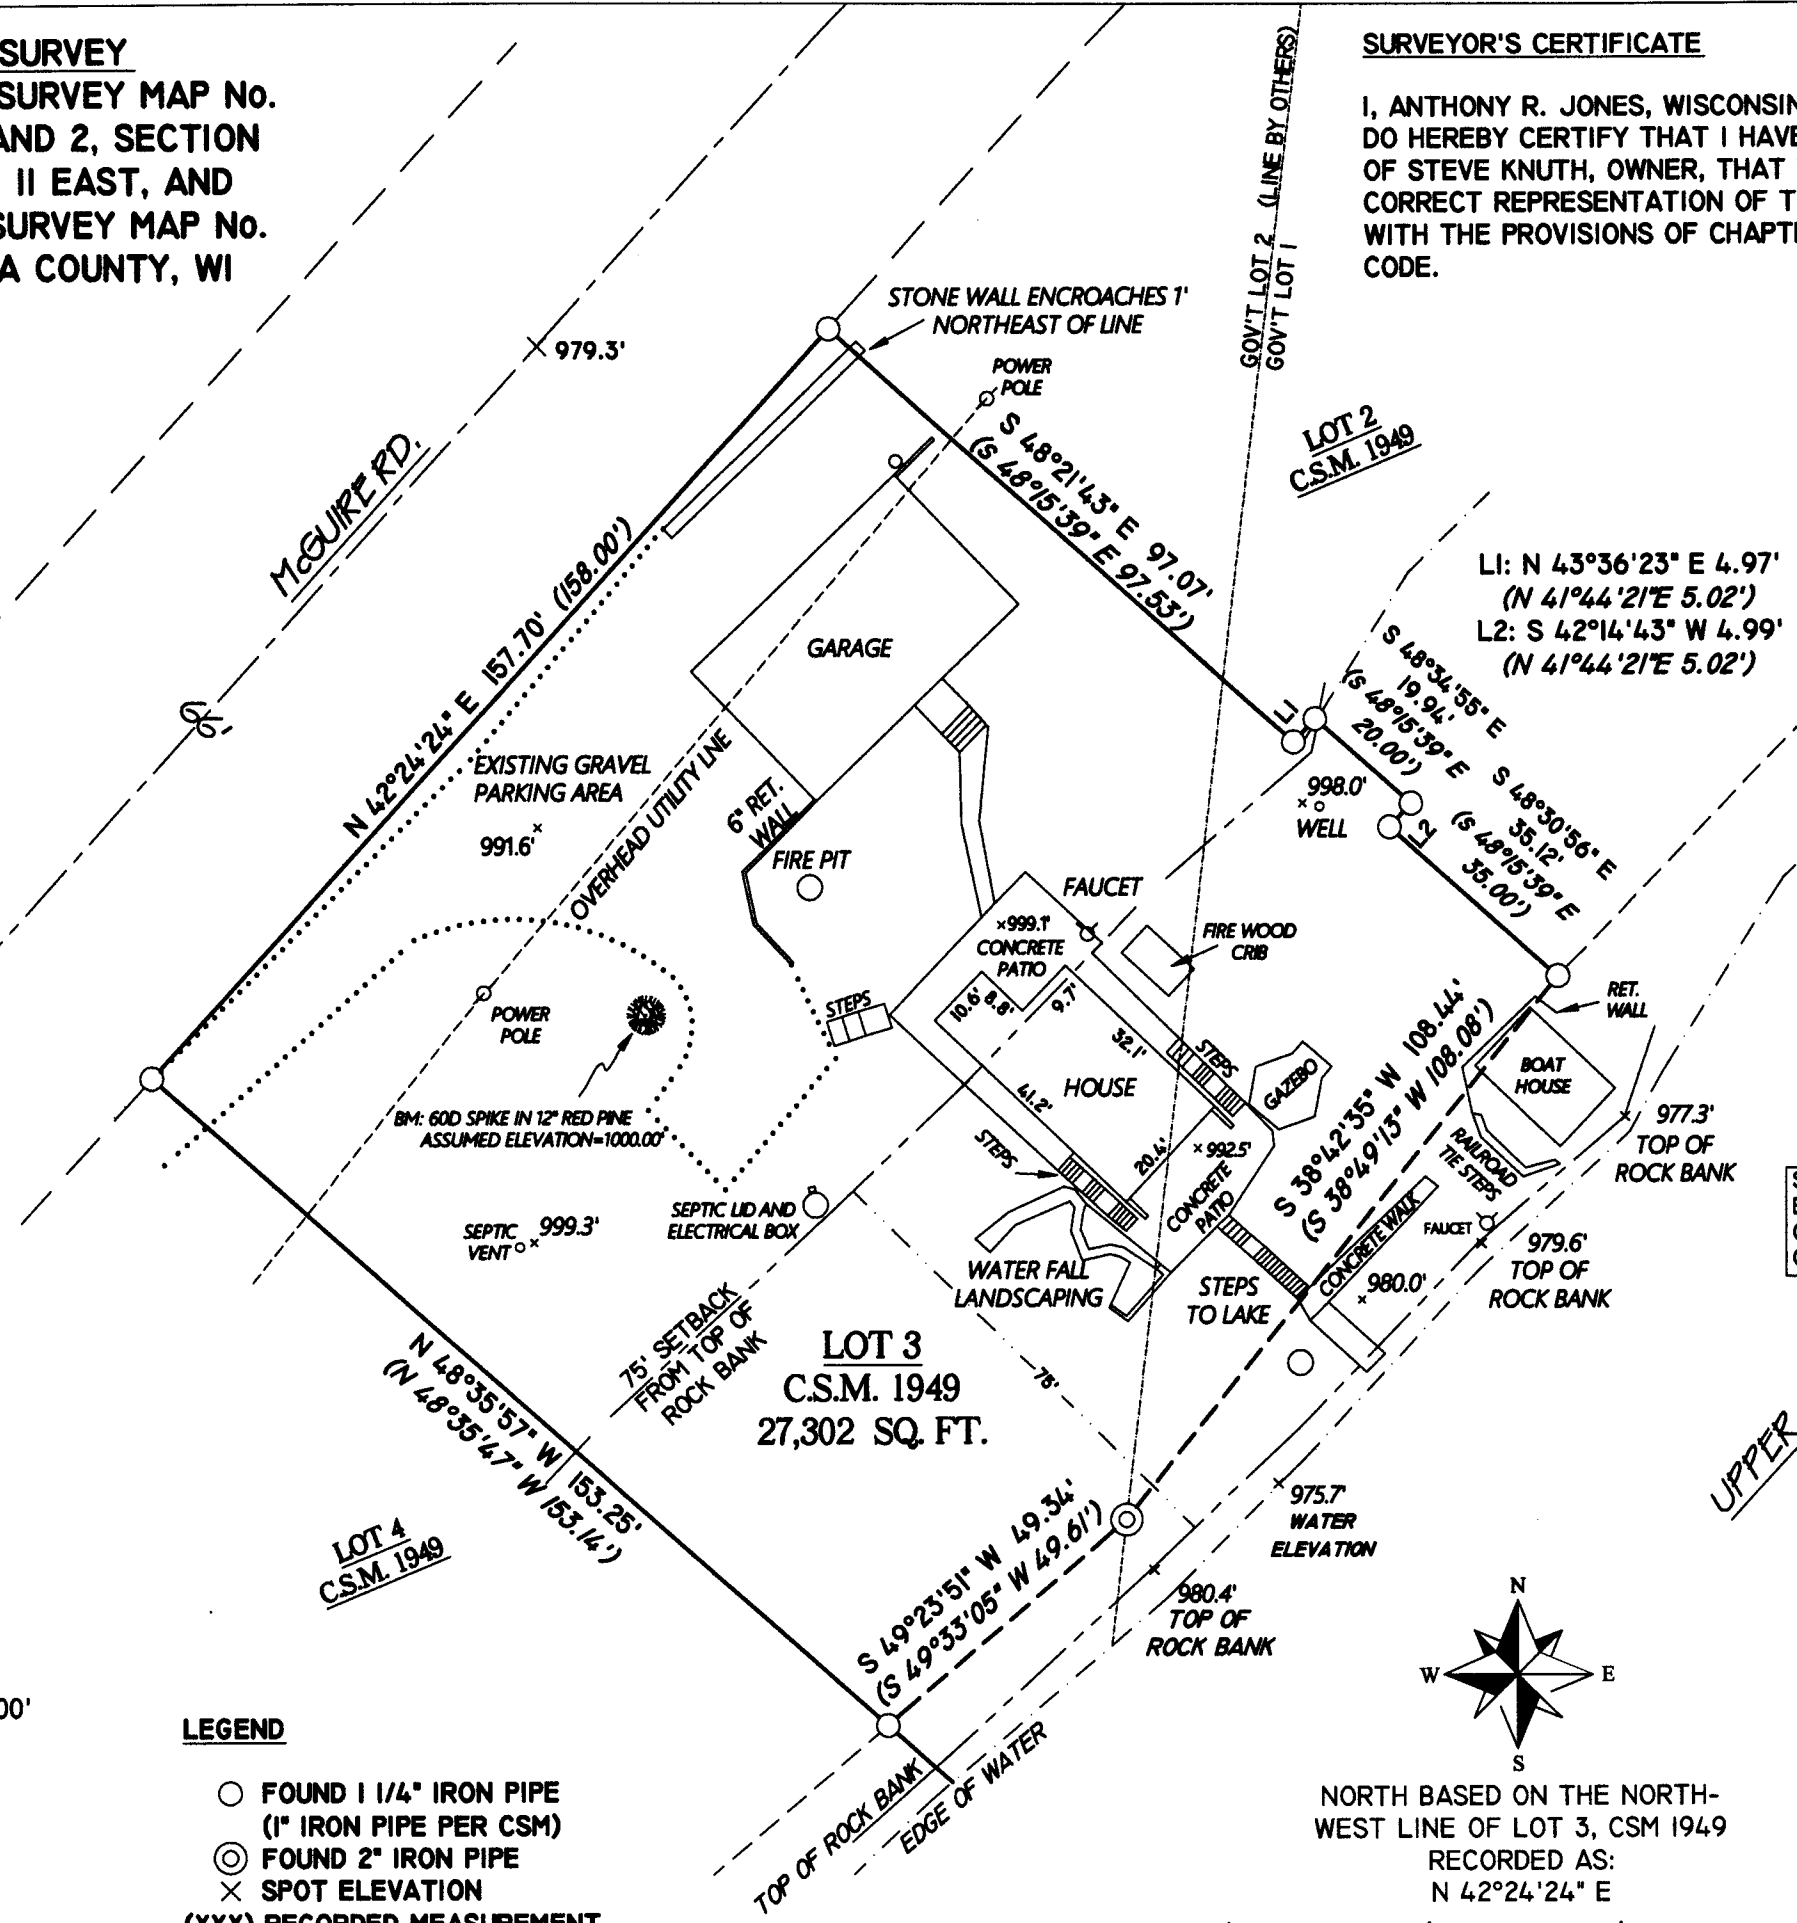 SURVEY
SURVEY MAP No.
AND 2, SECTION
11 EAST, AND
SURVEY MAP No.
A COUNTY, WI
SURVEYOR'S CERTIFICATE
I, ANTHONY R. JONES, WISCONSIN
DO HEREBY CERTIFY THAT I HAVE
OF STEVE KNUTH, OWNER, THAT
CORRECT REPRESENTATION OF T
WITH THE PROVISIONS OF CHAPT
CODE.
GOV'T LOT 2 (LINE BY OTHERS)
GOV'T LOT 1
STONE WALL ENCROACHES 1'
NORTHEAST OF LINE
979.3'
POWER
POLE
McGUIRE RD.
S 48°21'43" E 97.07'
(S 48°15'39" E 97.53')
LOT 2
C.S.M. 1949
L1: N 43°36'23" E 4.97'
(N 41°44'21"E 5.02')
L2: S 42°14'43" W 4.99'
(N 41°44'21"E 5.02')
N 42°24'24" E 157.70' (158.00')
GARAGE
L1
S 48°34'55" E
19.94'
(S 48°15'39" E
20.00')
EXISTING GRAVEL
PARKING AREA
991.6'
OVERHEAD UTILITY LINE
6" RET.
WALL
FIRE PIT
998.0'
WELL
L2
S 48°30'56" E
35.12'
(S 48°15'39" E
35.00')
FAUCET
999.1'
CONCRETE
PATIO
FIRE WOOD
CRIB
STEPS
10.6'
8.8'
9.7'
32.1'
STEPS
RET.
WALL
POWER
POLE
HOUSE
41.2'
GAZEBO
BOAT
HOUSE
BM: 60D SPIKE IN 12" RED PINE
ASSUMED ELEVATION=1000.00'
977.3'
TOP OF
ROCK BANK
STEPS
20.4'
992.5'
CONCRETE
PATIO
S 38°42'35" W 108.44'
(S 38°49'13" W 108.08')
RAILROAD
TIE STEPS
SEPTIC
VENT
999.3'
SEPTIC LID AND
ELECTRICAL BOX
CONCRETE WALK
FAUCET
979.6'
TOP OF
ROCK BANK
WATER FALL
LANDSCAPING
STEPS
TO LAKE
980.0'
75' SETBACK
FROM TOP OF
ROCK BANK
LOT 3
C.S.M. 1949
27,302 SQ. FT.
75'
N 48°35'57" W 153.25'
(N 48°35'47" W 153.14')
UPPER
LOT 4
C.S.M. 1949
975.7'
WATER
ELEVATION
S 49°23'51" W 49.34'
(S 49°33'05" W 49.61')
980.4'
TOP OF
ROCK BANK
N
W
E
S
00'
LEGEND
FOUND 1 1/4" IRON PIPE
(1" IRON PIPE PER CSM)
FOUND 2" IRON PIPE
SPOT ELEVATION
(XXX) RECORDED MEASUREMENT
TOP OF ROCK BANK
EDGE OF WATER
NORTH BASED ON THE NORTH-
WEST LINE OF LOT 3, CSM 1949
RECORDED AS:
N 42°24'24" E